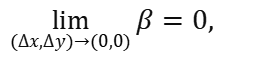 lim β = 0,
(Δx,Δy)→(0,0)